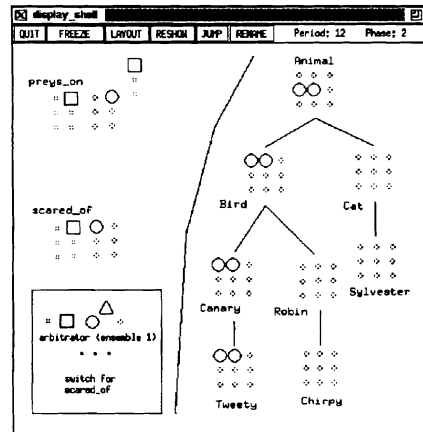 display_shell
QUIT FREEZE LAYOUT RESHOW JUMP RENAME Period: 12 Phase: 2
Animal
preys_on
Bird
Cat
scared_of
Canary
Robin
Sylvester
arbitrator (ensemble 1)
switch for
scared_of
Tweety
Chirpy